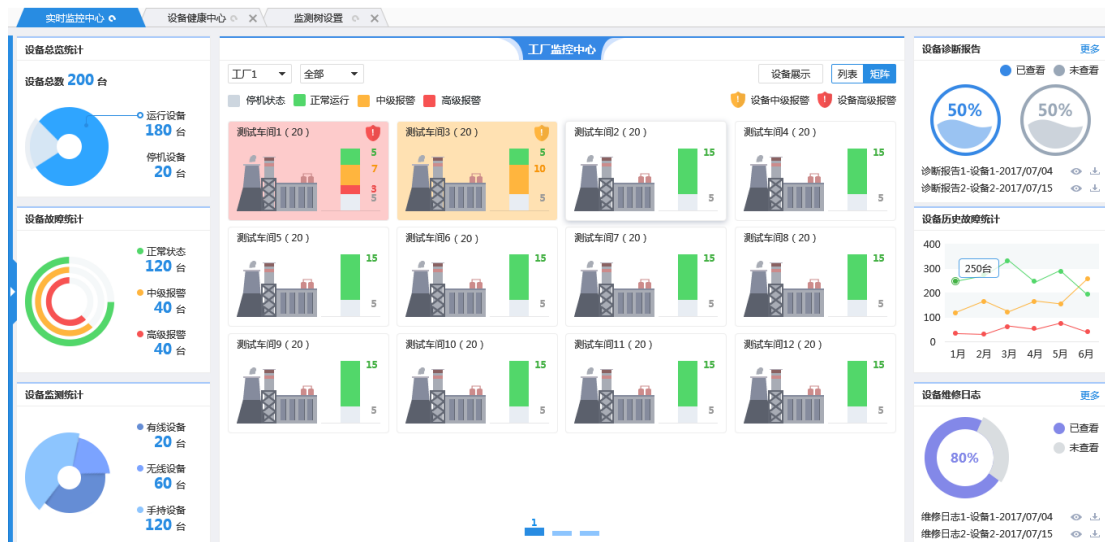 实时监控中心
设备健康中心
监测树设置
设备总览统计
设备总数 200 台
运行设备
180 台
停机设备
20 台
设备故障统计
正常状态
120 台
中级报警
40 台
高级报警
40 台
设备监测统计
有线设备
20 台
无线设备
60 台
手持设备
120 台
工厂监控中心
工厂1 全部 设备展示 列表 矩阵
停机状态 正常运行 中级报警 高级报警 设备中级报警 设备高级报警
测试车间1 ( 20 )
5
7
3
5
测试车间3 ( 20 )
5
10
5
测试车间2 ( 20 )
15
5
测试车间4 ( 20 )
15
5
测试车间5 ( 20 )
15
5
测试车间6 ( 20 )
15
5
测试车间7 ( 20 )
15
5
测试车间8 ( 20 )
15
5
测试车间9 ( 20 )
15
5
测试车间10 ( 20 )
15
5
测试车间11 ( 20 )
15
5
测试车间12 ( 20 )
15
5
1
设备诊断报告 更多
已查看 未查看
50% 50%
诊断报告1-设备1-2017/07/04
诊断报告2-设备2-2017/07/15
设备历史故障统计
400
300
200
100
0
250台
1月 2月 3月 4月 5月 6月
设备维修日志 更多
已查看
未查看
80%
维修日志1-设备1-2017/07/04
维修日志2-设备2-2017/07/15